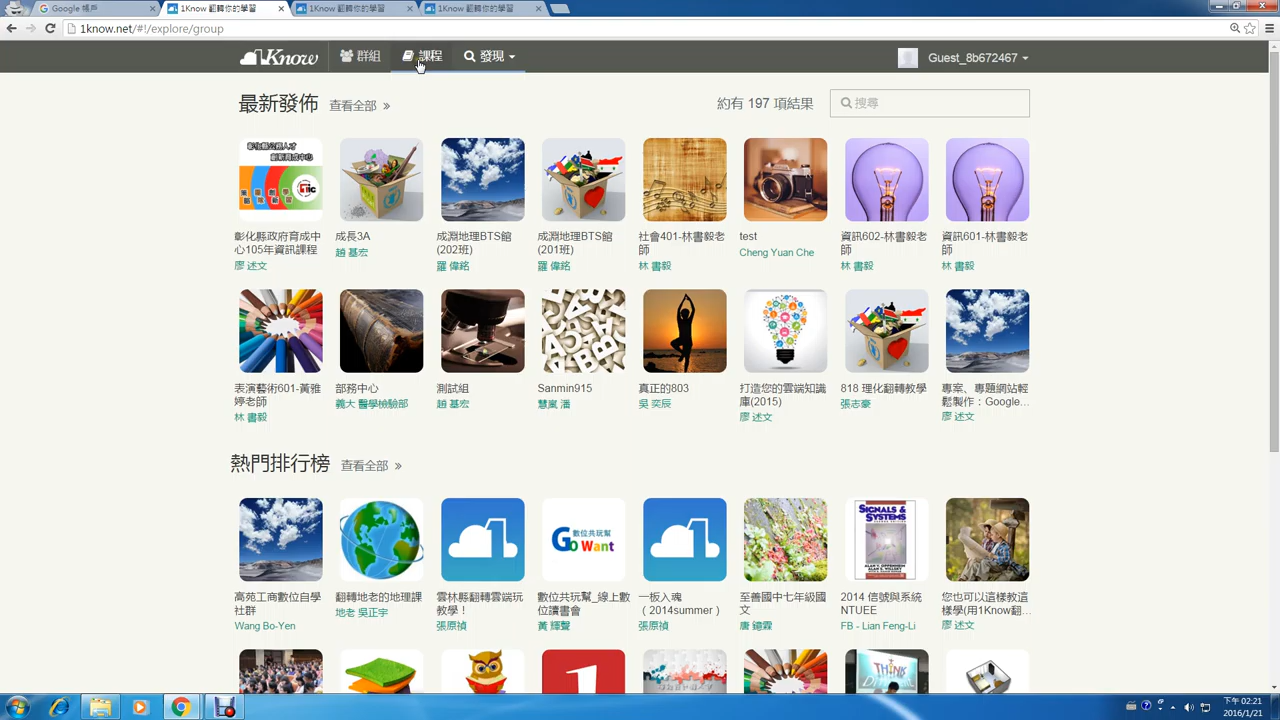 Google 帳戶
1Know 翻轉你的學習
1Know 翻轉你的學習
1Know 翻轉你的學習
1know.net/#!/explore/group
1Know
群組
課程
發現
Guest_8b672467
最新發佈 查看全部 »
約有 197 項結果
搜尋
彰化縣政府育成中
心105年資訊課程
廖 述文
成長3A
趙 基宏
成淵地理BTS館
(202班)
羅 偉銘
成淵地理BTS館
(201班)
羅 偉銘
社會401-林書毅老
師
林 書毅
test
Cheng Yuan Che
資訊602-林書毅老
師
林 書毅
資訊601-林書毅老
師
林 書毅
表演藝術601-黃雅
婷老師
林 書毅
部務中心
義大 醫學檢驗部
測試組
趙 基宏
Sanmin915
慧嵐 潘
真正的803
吳 奕辰
打造您的雲端知識
庫(2015)
廖 述文
818 理化翻轉教學
張志豪
專案、專題網站輕
鬆製作：Google...
廖 述文
熱門排行榜 查看全部 »
數位共玩幫
Go Want
SIGNALS &
SYSTEMS
高苑工商數位自學
社群
Wang Bo-Yen
翻轉地老的地理課
地老 吳正宇
雲林縣翻轉雲端玩
教學！
張原禎
數位共玩幫_線上數
位讀書會
黃 輝聲
一板入魂
（2014summer）
張原禎
至善國中七年級國
文
唐 鐿霖
2014 信號與系統
NTUEE
FB - Lian Feng-Li
您也可以這樣教這
樣學(用1Know翻...
廖 述文
THINK
下午 02:21
2016/1/21